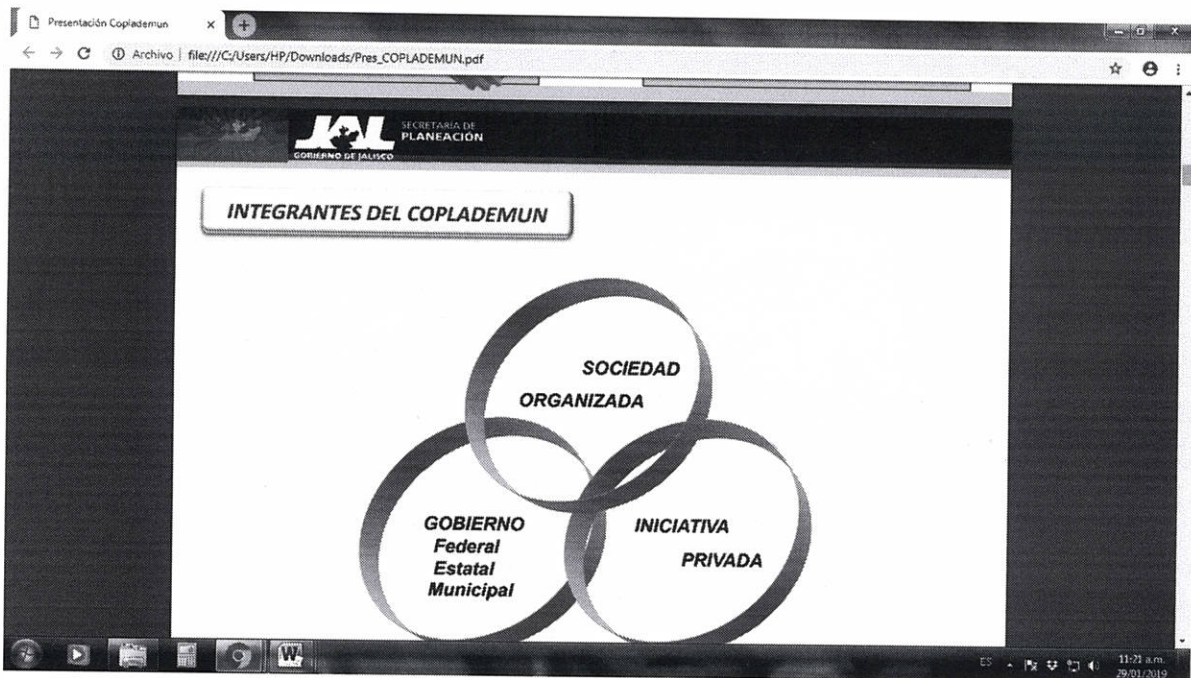 Presentación Coplademun
Archivo | file:///C:/Users/HP/Downloads/Pres_COPLADEMUN.pdf
JAL
GOBIERNO DE JALISCO
SECRETARÍA DE
PLANEACIÓN
INTEGRANTES DEL COPLADEMUN
SOCIEDAD
ORGANIZADA
GOBIERNO
Federal
Estatal
Municipal
INICIATIVA
PRIVADA
W
ES
11:21 a.m.
29/01/2019